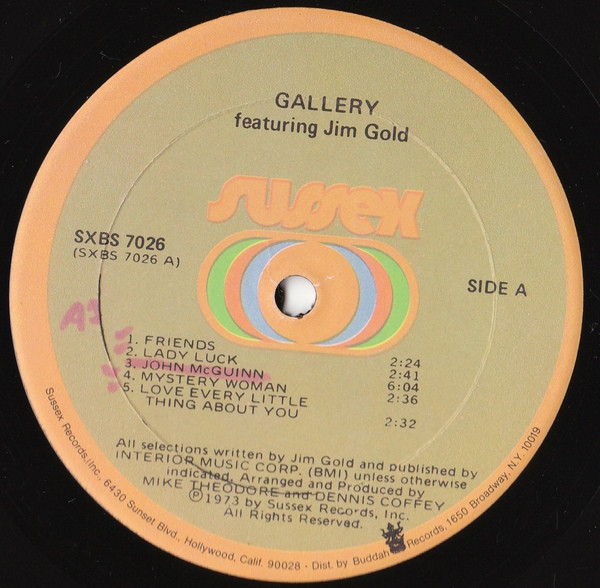 GALLERY
featuring Jim Gold
sussex
SXBS 7026
(SXBS 7026 A)
SIDE A
1. FRIENDS 2:24
2. LADY LUCK 2:41
3. JOHN McGUINN 6:04
4. MYSTERY WOMAN 2:36
5. LOVE EVERY LITTLE
THING ABOUT YOU 2:32
All selections written by Jim Gold and published by
INTERIOR MUSIC CORP. (BMI) unless otherwise
indicated. Arranged and Produced by
MIKE THEODORE and DENNIS COFFEY
Ⓟ1973 by Sussex Records, Inc.
All Rights Reserved.
Sussex Records, Inc. 6430 Sunset Blvd., Hollywood, Calif. 90028 - Dist. by Buddah Records, 1650 Broadway, N.Y. 10019